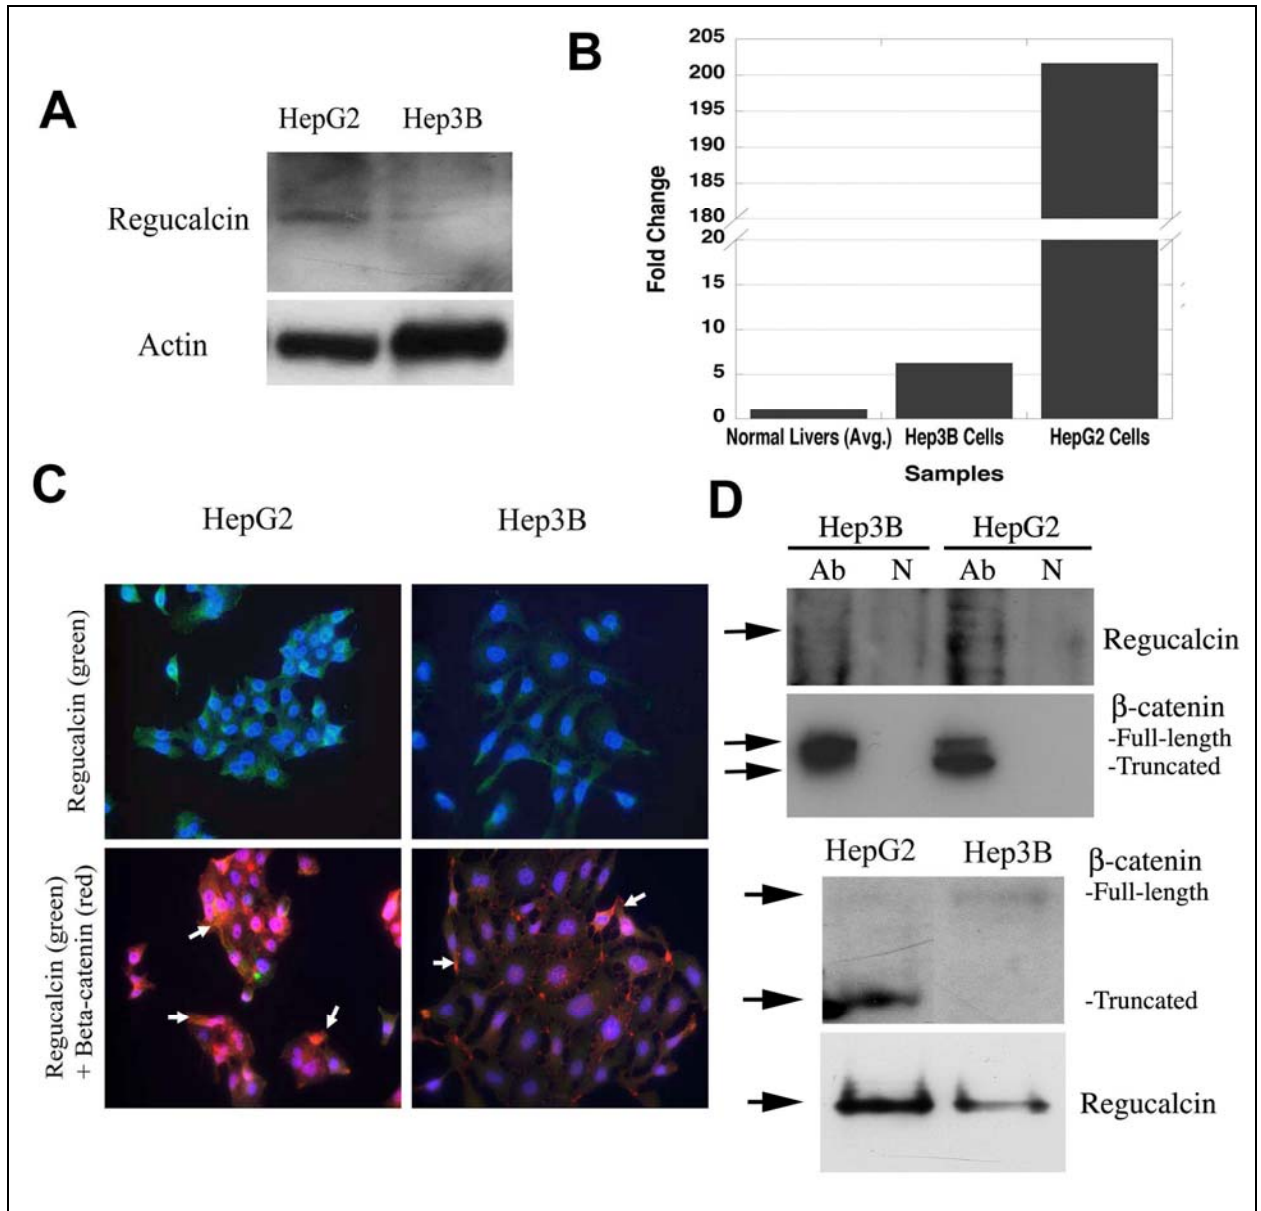 A
HepG2 Hep3B
Regucalcin
Actin
B
205
200
195
190
185
180
20
15
10
5
0
Fold Change
Normal Livers (Avg.) Hep3B Cells HepG2 Cells
Samples
C
HepG2 Hep3B
Regucalcin (green)
Regucalcin (green)
+ Beta-catenin (red)
D
Hep3B HepG2
Ab N Ab N
Regucalcin
β-catenin
-Full-length
-Truncated
HepG2 Hep3B
β-catenin
-Full-length
-Truncated
Regucalcin